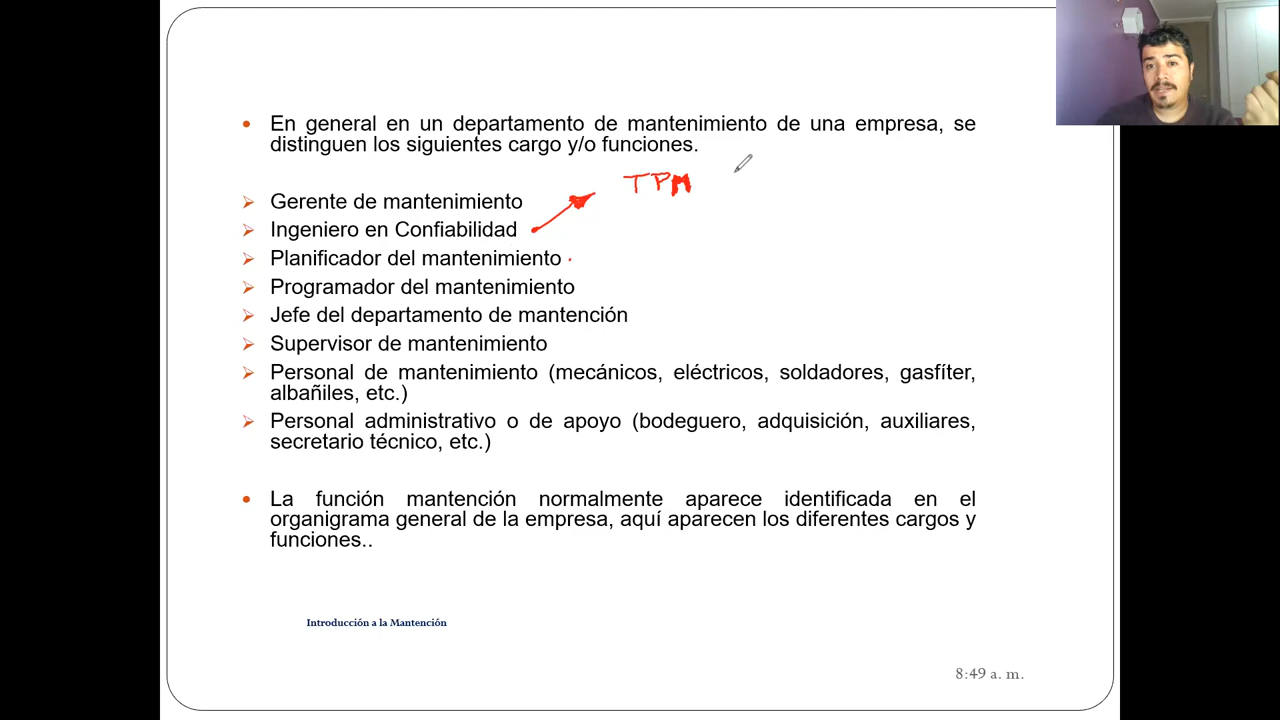 En general en un departamento de mantenimiento de una empresa, se
distinguen los siguientes cargo y/o funciones.
TPM
Gerente de mantenimiento
Ingeniero en Confiabilidad
Planificador del mantenimiento
Programador del mantenimiento
Jefe del departamento de mantención
Supervisor de mantenimiento
Personal de mantenimiento (mecánicos, eléctricos, soldadores, gasfíter,
albañiles, etc.)
Personal administrativo o de apoyo (bodeguero, adquisición, auxiliares,
secretario técnico, etc.)
La función mantención normalmente aparece identificada en el
organigrama general de la empresa, aquí aparecen los diferentes cargos y
funciones..
Introducción a la Mantención
8:49 a. m.